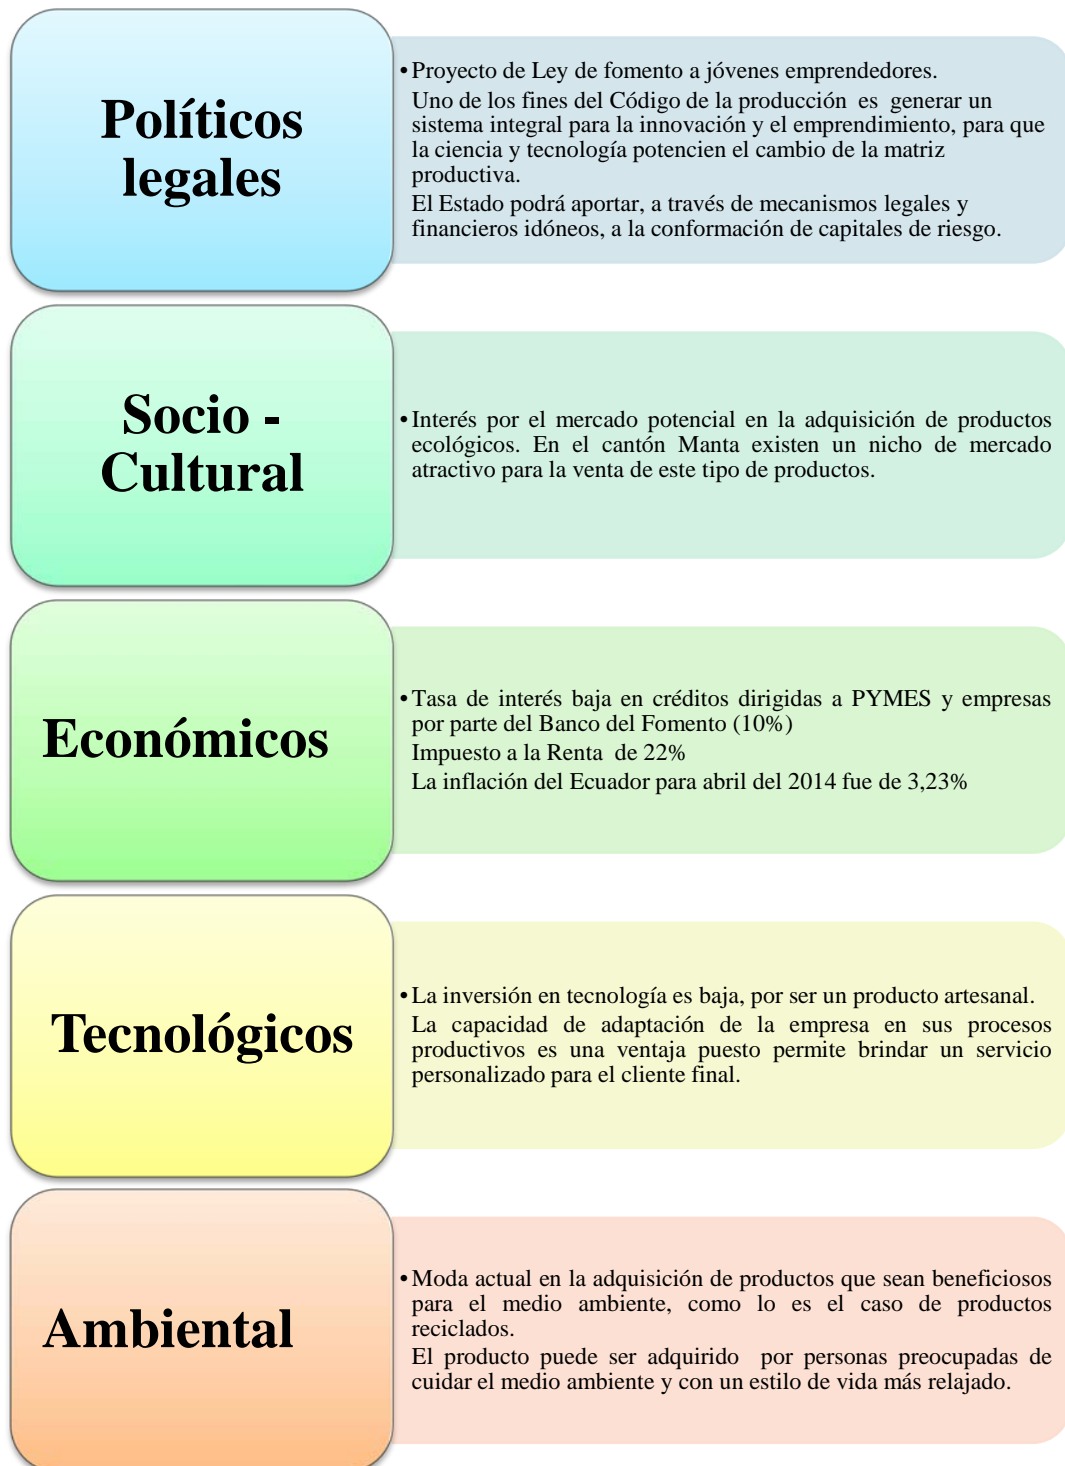 Políticos
legales
• Proyecto de Ley de fomento a jóvenes emprendedores.
Uno de los fines del Código de la producción es generar un
sistema integral para la innovación y el emprendimiento, para que
la ciencia y tecnología potencien el cambio de la matriz
productiva.
El Estado podrá aportar, a través de mecanismos legales y
financieros idóneos, a la conformación de capitales de riesgo.
Socio -
Cultural
• Interés por el mercado potencial en la adquisición de productos
ecológicos. En el cantón Manta existen un nicho de mercado
atractivo para la venta de este tipo de productos.
Económicos
• Tasa de interés baja en créditos dirigidas a PYMES y empresas
por parte del Banco del Fomento (10%)
Impuesto a la Renta de 22%
La inflación del Ecuador para abril del 2014 fue de 3,23%
Tecnológicos
• La inversión en tecnología es baja, por ser un producto artesanal.
La capacidad de adaptación de la empresa en sus procesos
productivos es una ventaja puesto permite brindar un servicio
personalizado para el cliente final.
Ambiental
• Moda actual en la adquisición de productos que sean beneficiosos
para el medio ambiente, como lo es el caso de productos
reciclados.
El producto puede ser adquirido por personas preocupadas de
cuidar el medio ambiente y con un estilo de vida más relajado.